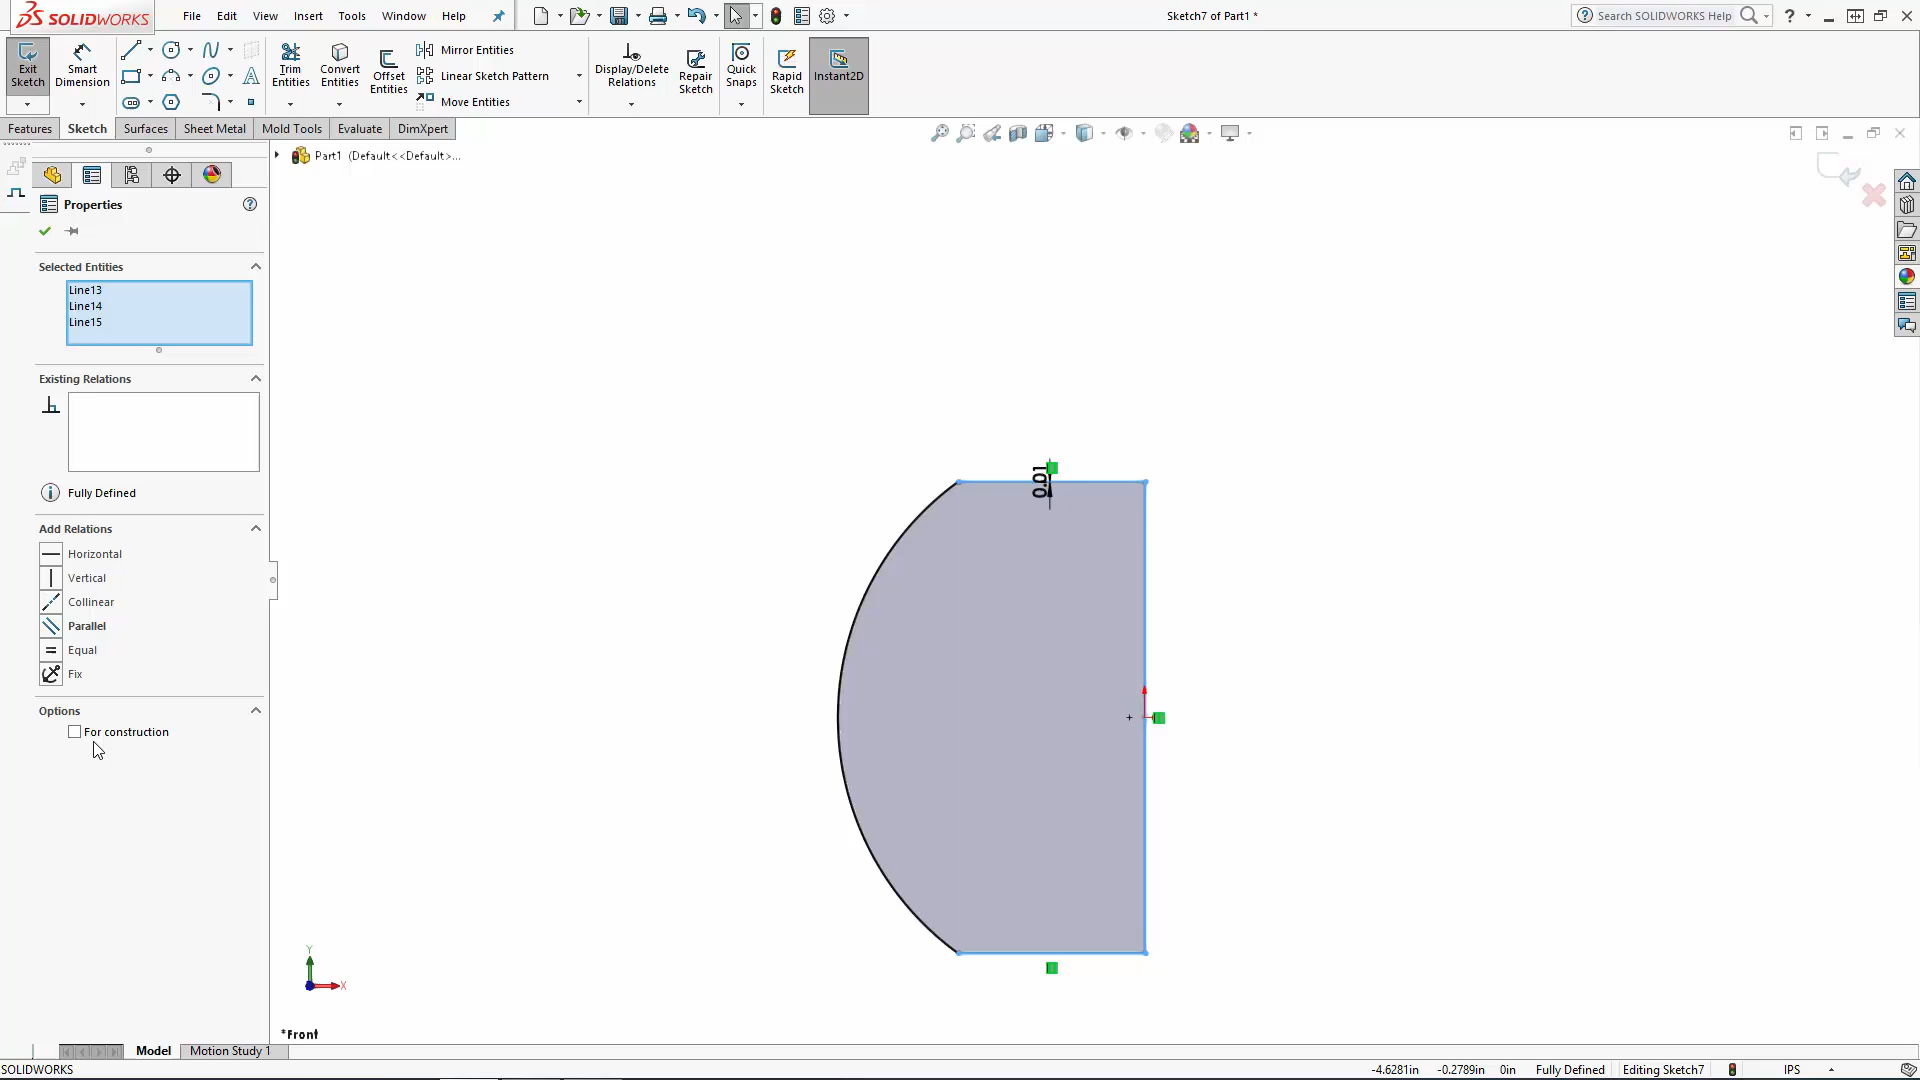 SOLIDWORKS File Edit View Insert Tools Window Help Sketch7 of Part1 * Search SOLIDWORKS Help ?
Exit Sketch
Smart Dimension
Trim Entities
Convert Entities
Offset Entities
Mirror Entities
Linear Sketch Pattern
Move Entities
Display/Delete Relations
Repair Sketch
Quick Snaps
Rapid Sketch
Instant2D
Features Sketch Surfaces Sheet Metal Mold Tools Evaluate DimXpert
Part1 (Default<<Default>...
Properties
Selected Entities
Line13
Line14
Line15
Existing Relations
Fully Defined
Add Relations
Horizontal
Vertical
Collinear
Parallel
Equal
Fix
Options
For construction
0.01
Y
X
*Front
Model Motion Study 1
SOLIDWORKS -4.6281in -0.2789in 0in Fully Defined Editing Sketch7 IPS